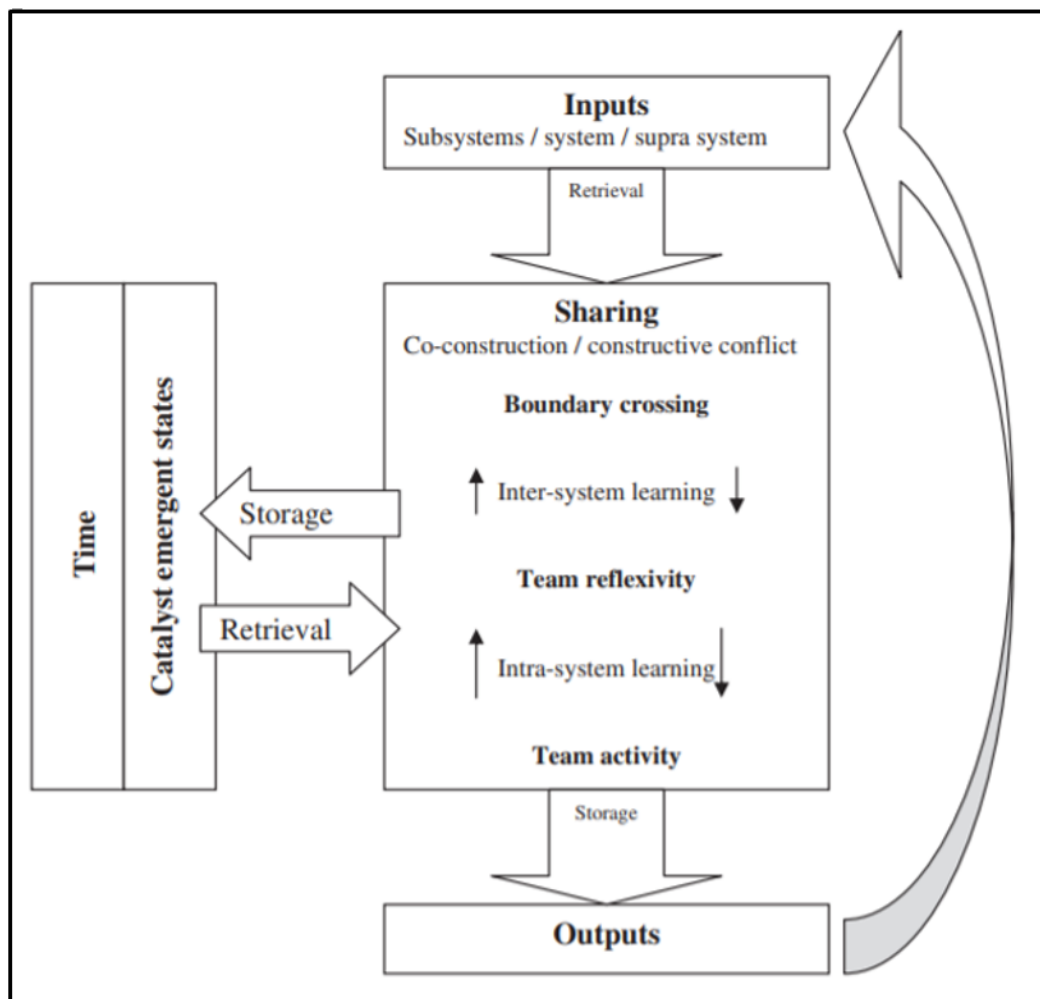 Inputs
Subsystems / system / supra system
Retrieval
Sharing
Co-construction / constructive conflict
Boundary crossing
Inter-system learning
Team reflexivity
Intra-system learning
Team activity
Time
Catalyst emergent states
Storage
Retrieval
Storage
Outputs